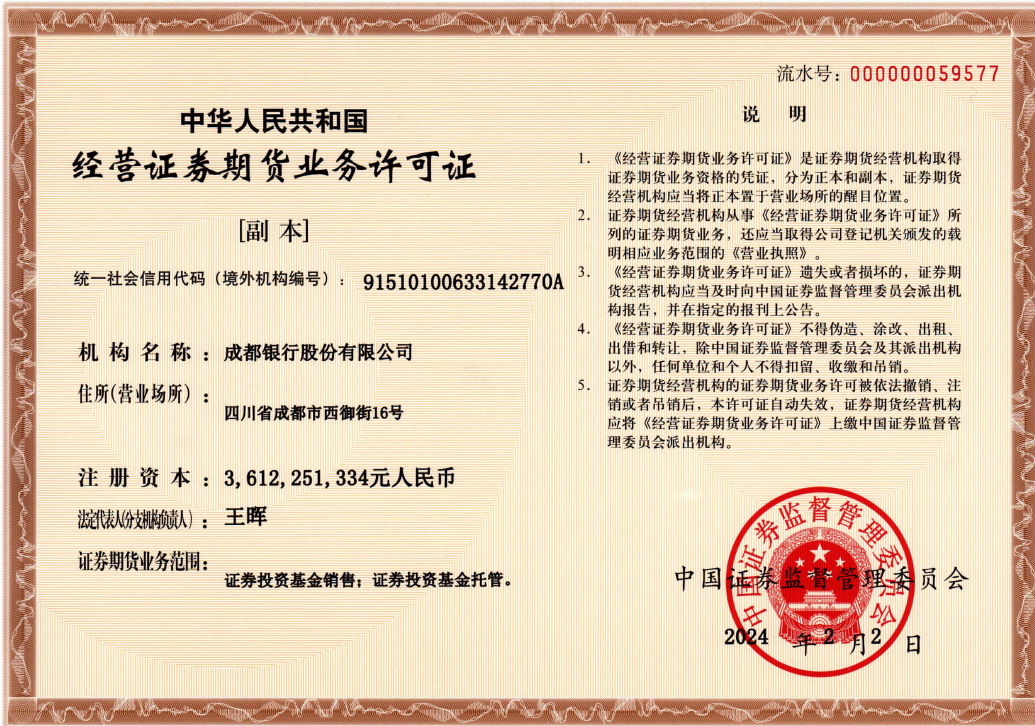 流水号：000000059577
中华人民共和国
经营证券期货业务许可证
[副 本]
统一社会信用代码（境外机构编号）：91510100633142770A
机构名称：成都银行股份有限公司
住所(营业场所)：
四川省成都市西御街16号
注册资本：3,612,251,334元人民币
法定代表人(分支机构负责人)：王晖
证券期货业务范围：
证券投资基金销售；证券投资基金托管。
说 明
1. 《经营证券期货业务许可证》是证券期货经营机构取得
证券期货业务资格的凭证，分为正本和副本，证券期货
经营机构应当将正本置于营业场所的醒目位置。
2. 证券期货经营机构从事《经营证券期货业务许可证》所
列的证券期货业务，还应当取得公司登记机关颁发的载
明相应业务范围的《营业执照》。
3. 《经营证券期货业务许可证》遗失或者损坏的，证券期
货经营机构应当及时向中国证券监督管理委员会派出机
构报告，并在指定的报刊上公告。
4. 《经营证券期货业务许可证》不得伪造、涂改、出租、
出借和转让，除中国证券监督管理委员会及其派出机构
以外，任何单位和个人不得扣留、收缴和吊销。
5. 证券期货经营机构的证券期货业务许可被依法撤销、注
销或者吊销后，本许可证自动失效，证券期货经营机构
应将《经营证券期货业务许可证》上缴中国证券监督管
理委员会派出机构。
中国证券监督管理委员会
中国证券监督管理委员会
2024 年 2 月 2 日